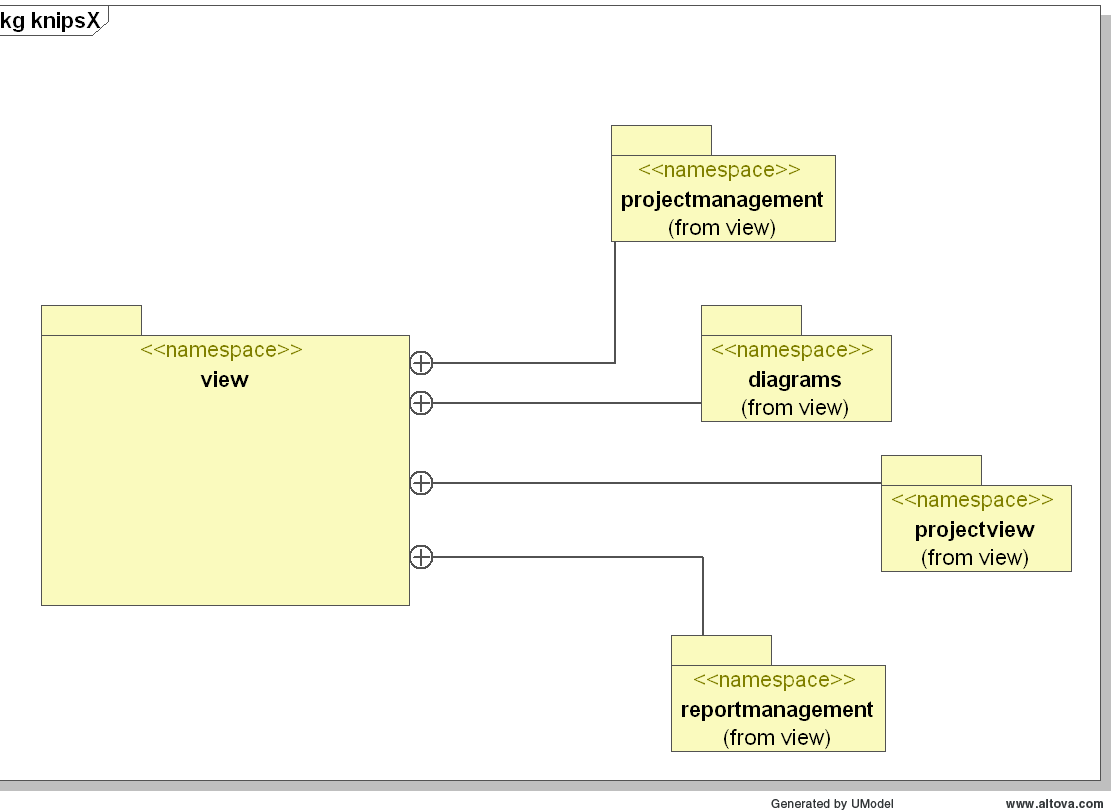 kg knipsX
<<namespace>>
projectmanagement
(from view)
<<namespace>>
view
<<namespace>>
diagrams
(from view)
<<namespace>>
projectview
(from view)
<<namespace>>
reportmanagement
(from view)
Generated by UModel
www.altova.com